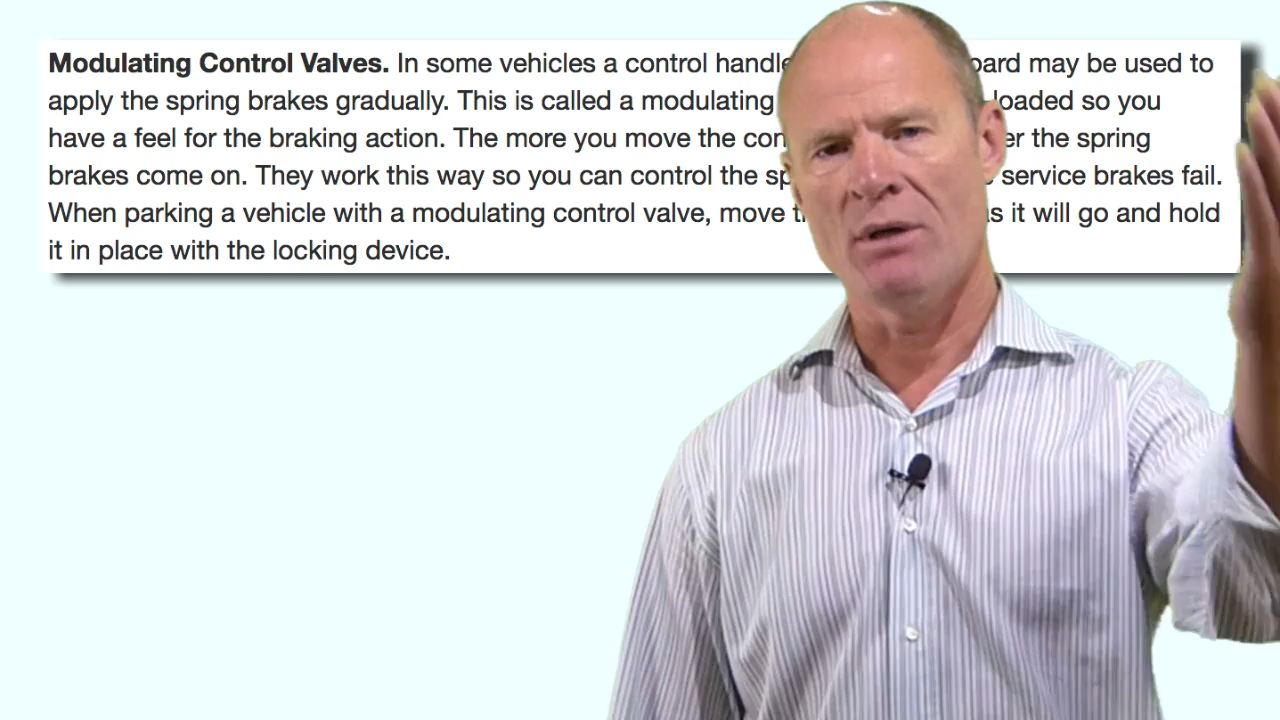 Modulating Control Valves. In some vehicles a control handle may be used to
apply the spring brakes gradually. This is called a modulating loaded so you
have a feel for the braking action. The more you move the the spring
brakes come on. They work this way so you can control the service brakes fail.
When parking a vehicle with a modulating control valve, move as it will go and hold
it in place with the locking device.